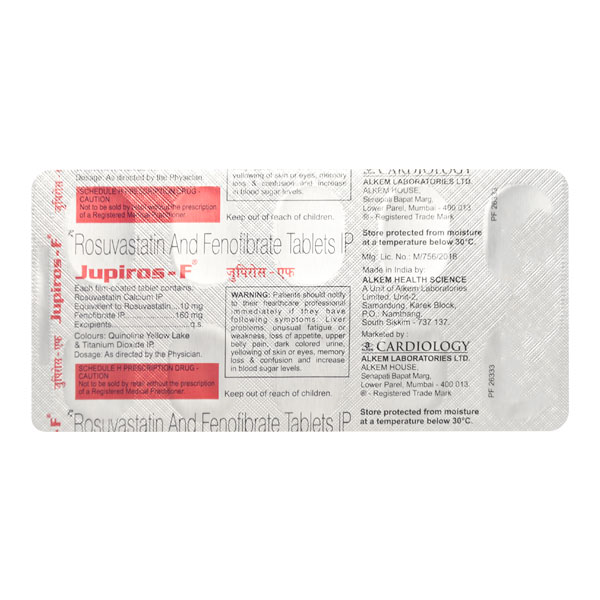 Dosage: As directed by the Physician.
SCHEDULE H PRESCRIPTION DRUG -
CAUTION
Not to be sold by retail without the prescription
of a Registered Medical Practitioner.
yellowing of skin or eyes, memory
loss & confusion and increase
in blood sugar levels.
Keep out of reach of children.
CARDIOLOGY
ALKEM LABORATORIES LTD.
ALKEM HOUSE,
Senapati Bapat Marg,
Lower Parel, Mumbai - 400 013.
® - Registered Trade Mark
Store protected from moisture
at a temperature below 30°C.
जुपिरोस - एफ Jupiros-F®
Rx Rosuvastatin And Fenofibrate Tablets IP
Jupiros-F®
जुपिरोस - एफ
Each film-coated tablet contains:
Rosuvastatin Calcium IP
Equivalent to Rosuvastatin....10 mg
Fenofibrate IP....160 mg
Excipients....q.s.
Colours: Quinoline Yellow Lake
& Titanium Dioxide IP.
Dosage: As directed by the Physician.
WARNING: Patients should notify
to their healthcare professional
immediately if they have
following symptoms: Liver
problems, unusual fatigue or
weakness, loss of appetite, upper
belly pain, dark colored urine,
yellowing of skin or eyes, memory
loss & confusion and increase
in blood sugar levels.
Mfg. Lic. No.: M/756/2018
Made in India by:
ALKEM HEALTH SCIENCE
A Unit of Alkem Laboratories
Limited. Unit-2,
Samardung, Karek Block,
P.O.: Namthang,
South Sikkim - 737 137.
Marketed by:
CARDIOLOGY
ALKEM LABORATORIES LTD.
ALKEM HOUSE,
Senapati Bapat Marg,
Lower Parel, Mumbai - 400 013.
® - Registered Trade Mark
PF 26333
SCHEDULE H PRESCRIPTION DRUG -
CAUTION
Not to be sold by retail without the prescription
of a Registered Medical Practitioner.
Keep out of reach of children.
Store protected from moisture
at a temperature below 30°C.
Rx Rosuvastatin And Fenofibrate Tablets IP